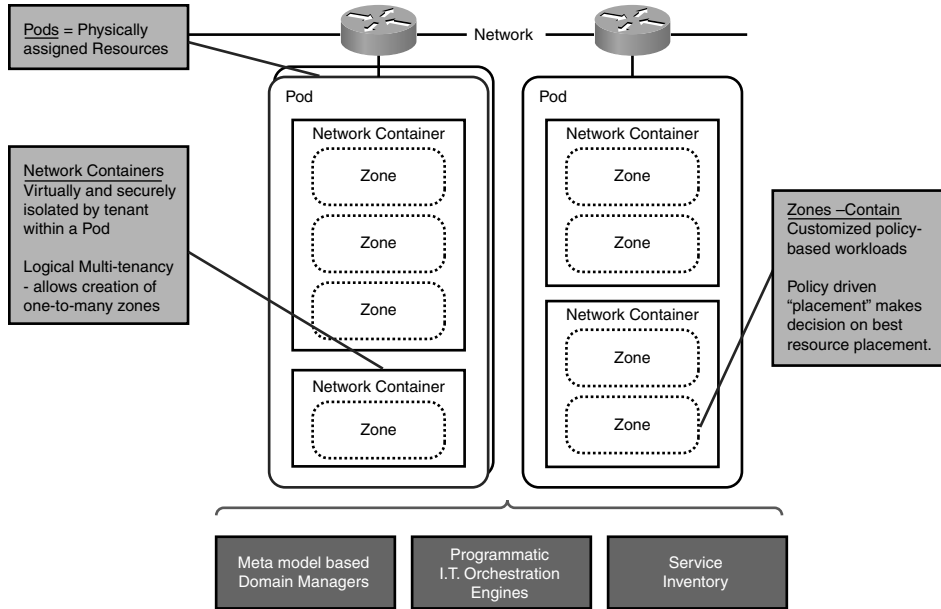 Pods = Physically
assigned Resources
Network
Pod
Network Container
Zone
Zone
Zone
Network Container
Zone
Pod
Network Container
Zone
Zone
Network Container
Zone
Zone
Network Containers
Virtually and securely
isolated by tenant
within a Pod
Logical Multi-tenancy
- allows creation of
one-to-many zones
Zones –Contain
Customized policy-
based workloads
Policy driven
“placement” makes
decision on best
resource placement.
Meta model based
Domain Managers
Programmatic
I.T. Orchestration
Engines
Service
Inventory